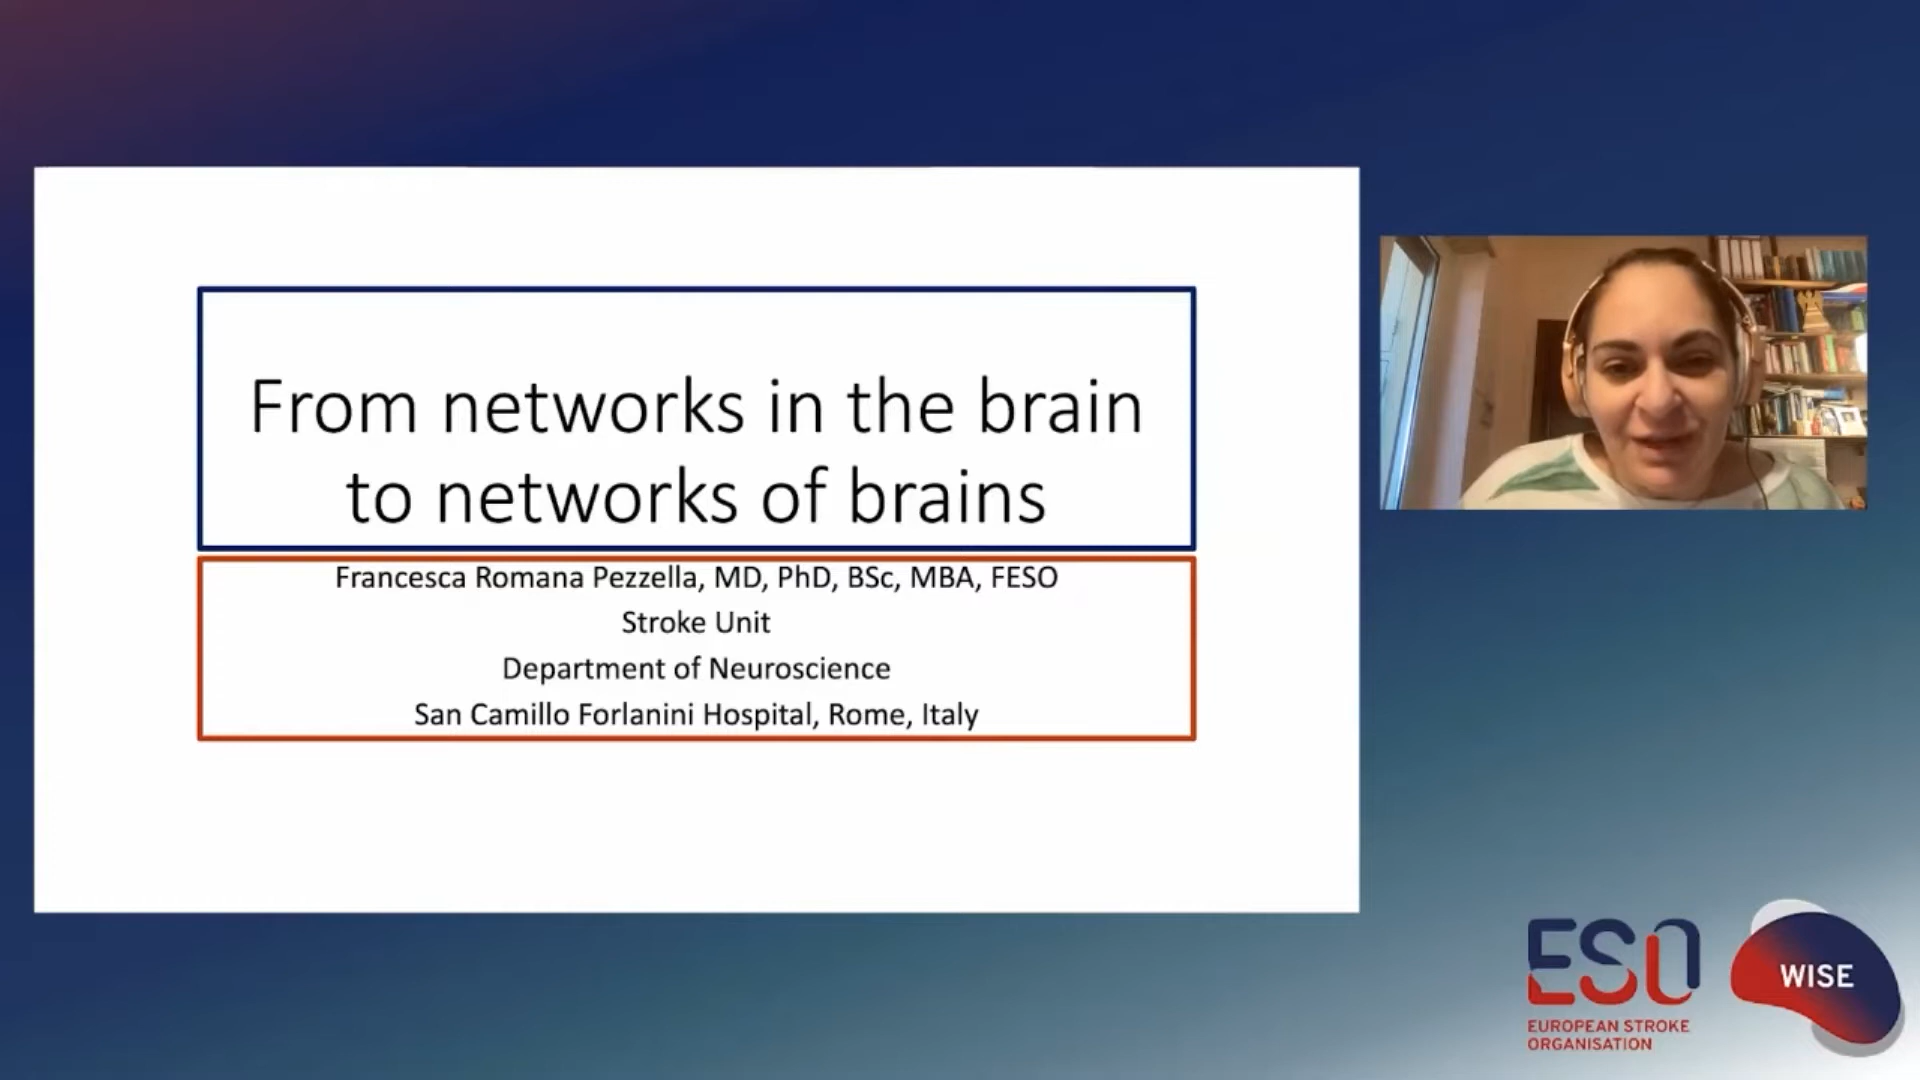 From networks in the brain
to networks of brains
Francesca Romana Pezzella, MD, PhD, BSc, MBA, FESO
Stroke Unit
Department of Neuroscience
San Camillo Forlanini Hospital, Rome, Italy
ESO
EUROPEAN STROKE
ORGANISATION
WISE